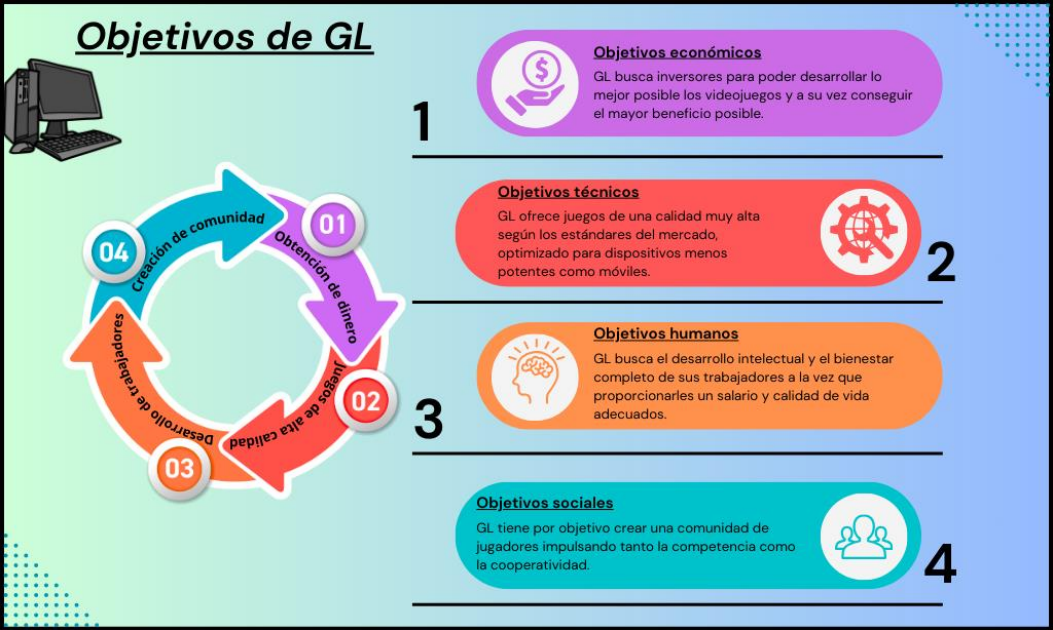 Objetivos de GL
01
Obtención de dinero
02
Juegos de alta calidad
03
Desarrollo de trabajadores
04
Creación de comunidad
1
Objetivos económicos
GL busca inversores para poder desarrollar lo
mejor posible los videojuegos y a su vez conseguir
el mayor beneficio posible.
Objetivos técnicos
GL ofrece juegos de una calidad muy alta
según los estándares del mercado,
optimizado para dispositivos menos
potentes como móviles.
2
3
Objetivos humanos
GL busca el desarrollo intelectual y el bienestar
completo de sus trabajadores a la vez que
proporcionarles un salario y calidad de vida
adecuados.
Objetivos sociales
GL tiene por objetivo crear una comunidad de
jugadores impulsando tanto la competencia como
la cooperatividad.
4